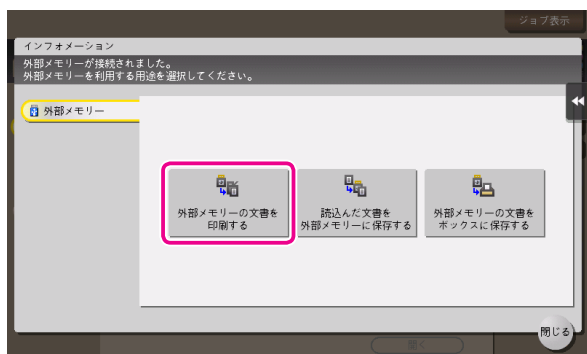 ジョブ表示
インフォメーション
外部メモリーが接続されました。
外部メモリーを利用する用途を選択してください。
外部メモリー
外部メモリーの文書を
印刷する
読込んだ文書を
外部メモリーに保存する
外部メモリーの文書を
ボックスに保存する
閉じる
開く